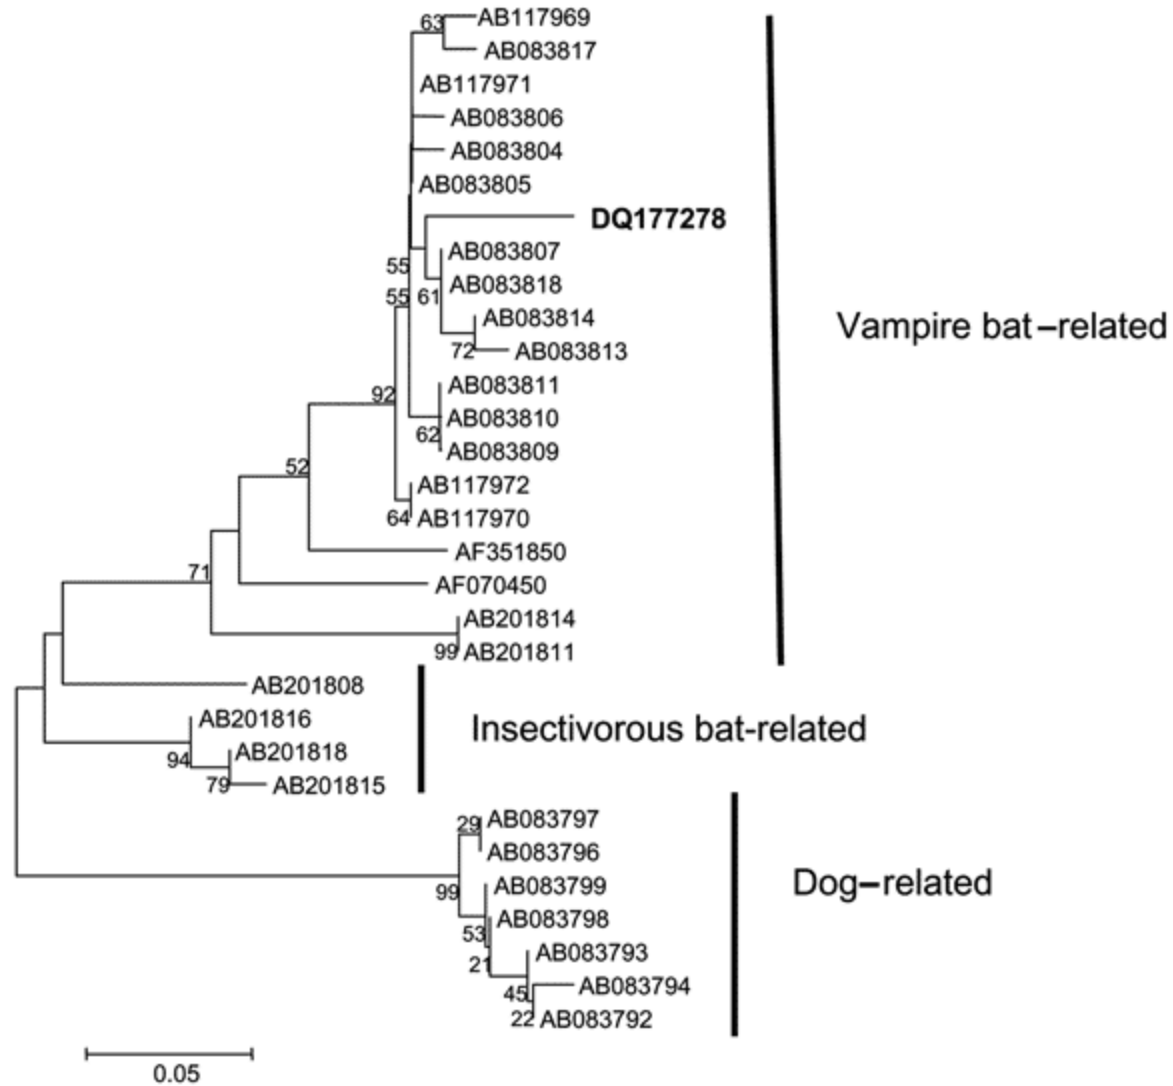 63
AB117969
AB083817
AB117971
AB083806
AB083804
AB083805
DQ177278
AB083807
55
AB083818
55
61
AB083814
Vampire bat–related
72
AB083813
AB083811
92
AB083810
62
AB083809
52
AB117972
64
AB117970
AF351850
71
AF070450
AB201814
99
AB201811
AB201808
AB201816
Insectivorous bat-related
94
AB201818
79
AB201815
29
AB083797
AB083796
99
AB083799
Dog–related
AB083798
53
AB083793
21
AB083794
45
22
AB083792
0.05